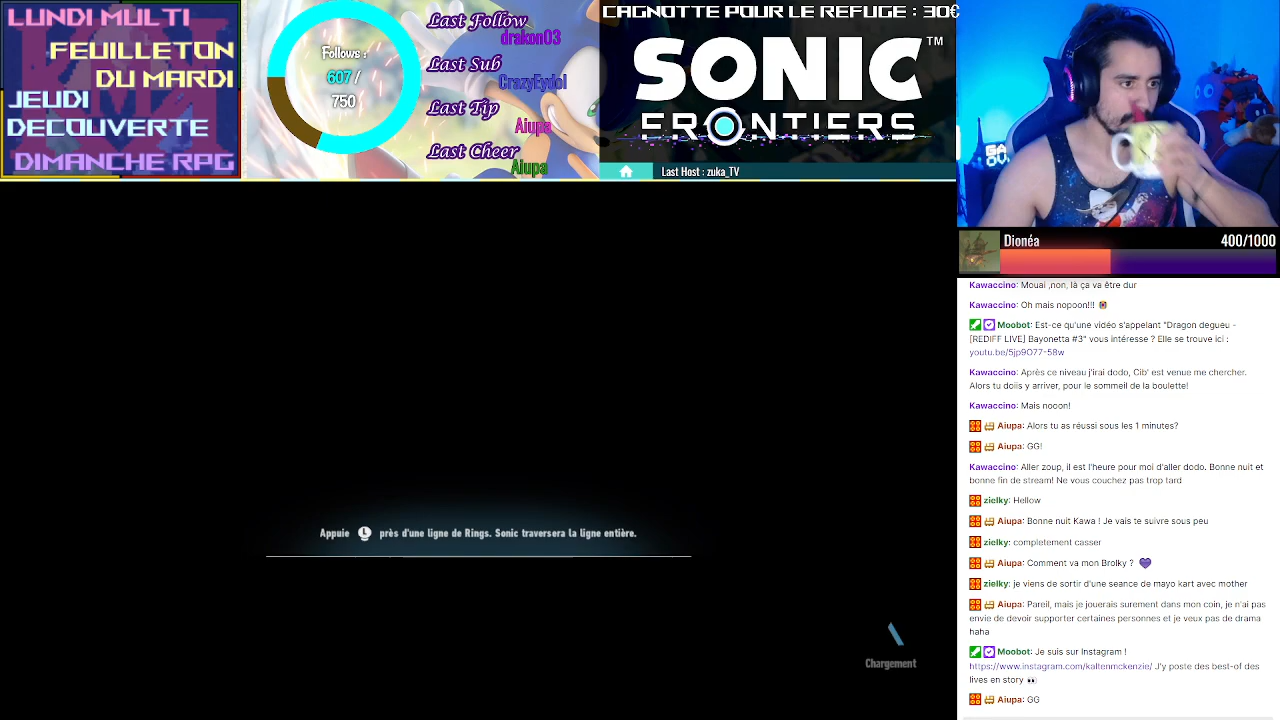 LUNDI MULTI
FEUILLETON
DU MARDI
JEUDI
DECOUVERTE
DIMANCHE RPG
Follows :
607 /
750
Last Follow
drakon03
Last Sub
CrazyEydol
Last Tip
Aiupa
Last Cheer
Aiupa
CAGNOTTE POUR LE REFUGE : 30€
SONIC™
FRONTIERS
Last Host : zuka_TV
GA
OV
Dionéa
400/1000
Appuie L près d'une ligne de Rings. Sonic traversera la ligne entière.
Chargement
Kawaccino: Mouai ,non, là ça va être dur
Kawaccino: Oh mais nopoon!!!
Moobot: Est-ce qu'une vidéo s'appelant "Dragon degueu -
[REDIFF LIVE] Bayonetta #3" vous intéresse ? Elle se trouve ici :
youtu.be/5jp9O77-58w
Kawaccino: Après ce niveau j'irai dodo, Cib' est venue me chercher.
Alors tu doiis y arriver, pour le sommeil de la boulette!
Kawaccino: Mais nooon!
Aiupa: Alors tu as réussi sous les 1 minutes?
Aiupa: GG!
Kawaccino: Aller zoup, il est l'heure pour moi d'aller dodo. Bonne nuit et
bonne fin de stream! Ne vous couchez pas trop tard
zielky: Hellow
Aiupa: Bonne nuit Kawa ! Je vais te suivre sous peu
zielky: completement casser
Aiupa: Comment va mon Brolky ? 💜
zielky: je viens de sortir d'une seance de mayo kart avec mother
Aiupa: Pareil, mais je jouerais surement dans mon coin, je n'ai pas
envie de devoir supporter certaines personnes et je veux pas de drama
haha
Moobot: Je suis sur Instagram !
https://www.instagram.com/kaltenmckenzie/ J'y poste des best-of des
lives en story 👀
Aiupa: GG